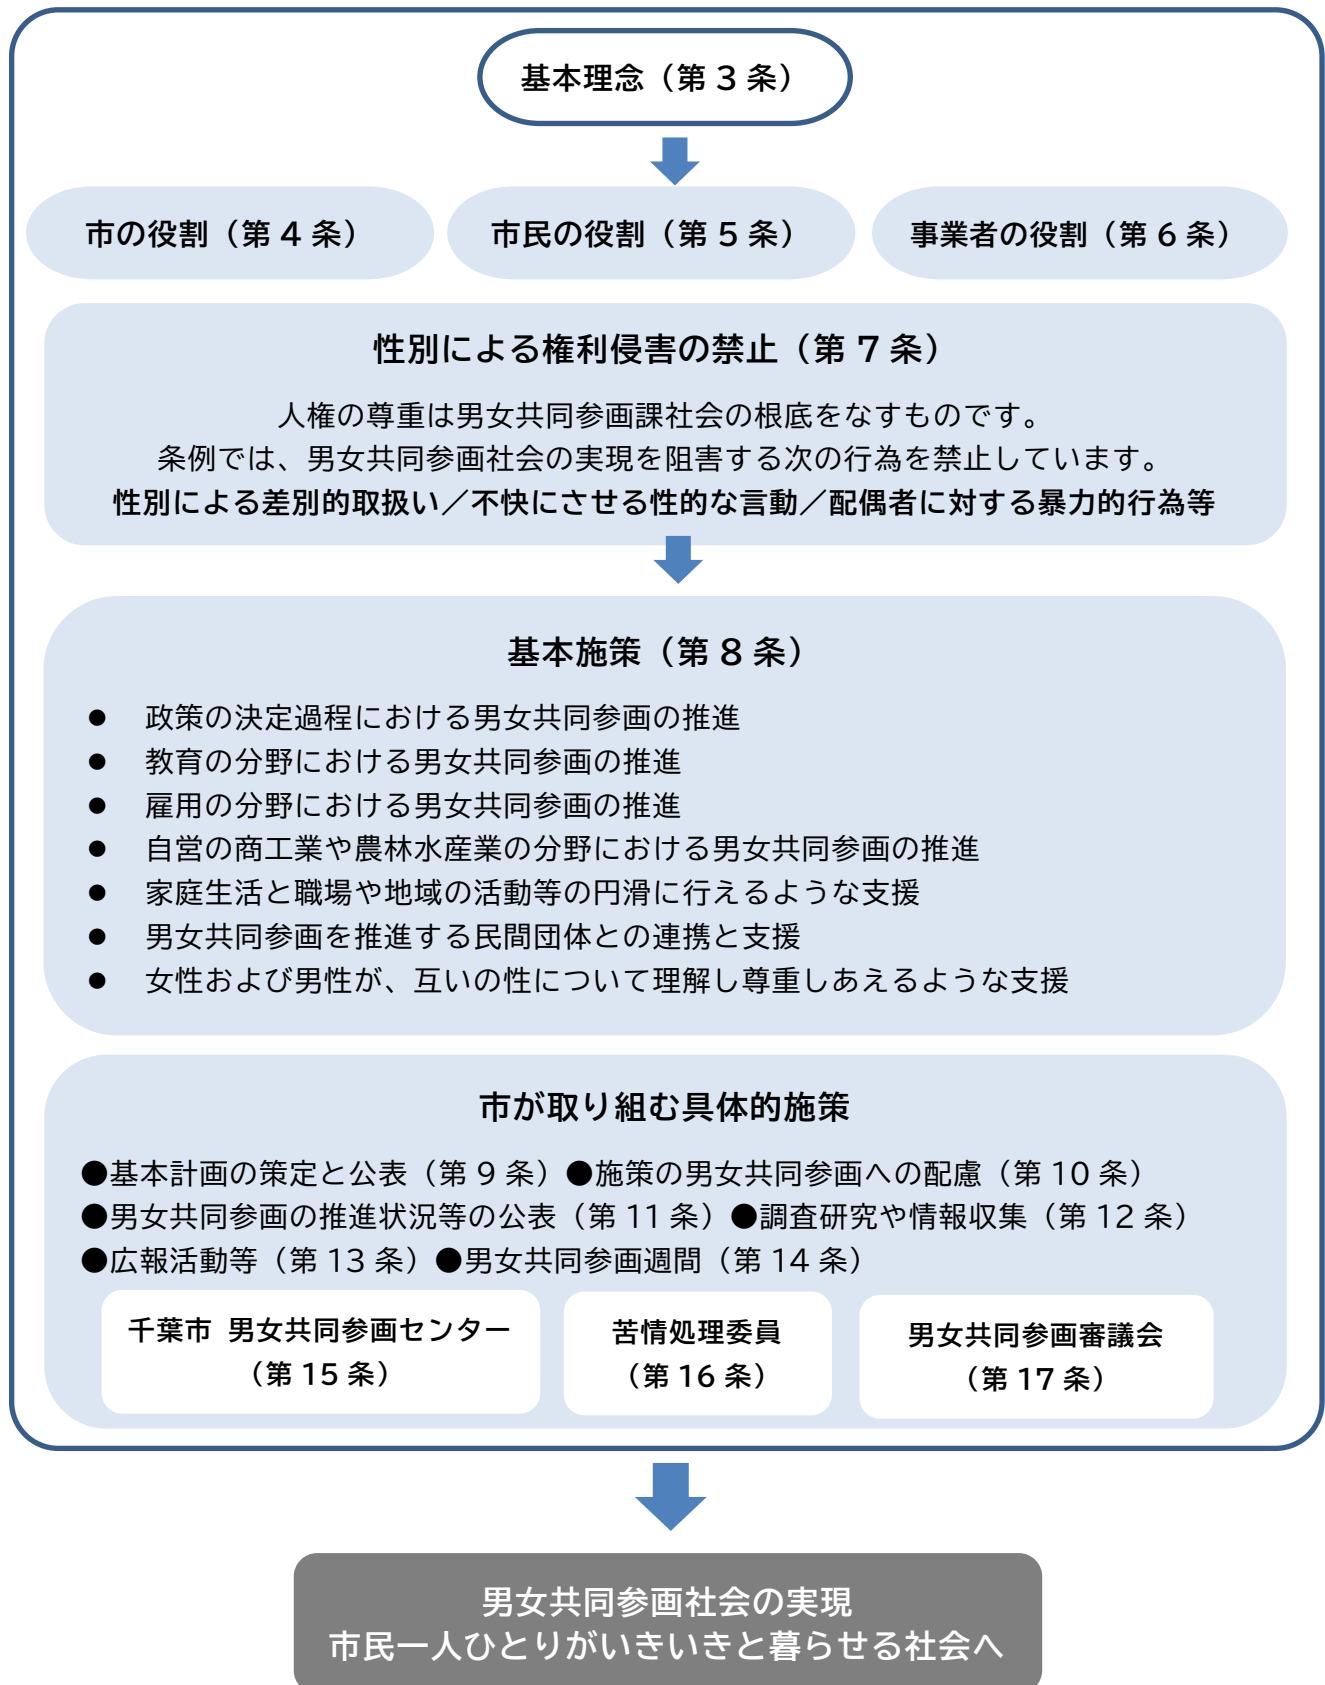 基本理念（第3条）
市の役割（第4条）
市民の役割（第5条）
事業者の役割（第6条）
性別による権利侵害の禁止（第7条）
人権の尊重は男女共同参画課社会の根底をなすものです。
条例では、男女共同参画社会の実現を阻害する次の行為を禁止しています。
性別による差別的取扱い／不快にさせる性的な言動／配偶者に対する暴力的行為等
基本施策（第8条）
● 政策の決定過程における男女共同参画の推進
● 教育の分野における男女共同参画の推進
● 雇用の分野における男女共同参画の推進
● 自営の商工業や農林水産業の分野における男女共同参画の推進
● 家庭生活と職場や地域の活動等の円滑に行えるような支援
● 男女共同参画を推進する民間団体との連携と支援
● 女性および男性が、互いの性について理解し尊重しあえるような支援
市が取り組む具体的施策
●基本計画の策定と公表（第9条）●施策の男女共同参画への配慮（第10条）
●男女共同参画の推進状況等の公表（第11条）●調査研究や情報収集（第12条）
●広報活動等（第13条）●男女共同参画週間（第14条）
千葉市 男女共同参画センター
（第15条）
苦情処理委員
（第16条）
男女共同参画審議会
（第17条）
男女共同参画社会の実現
市民一人ひとりがいきいきと暮らせる社会へ